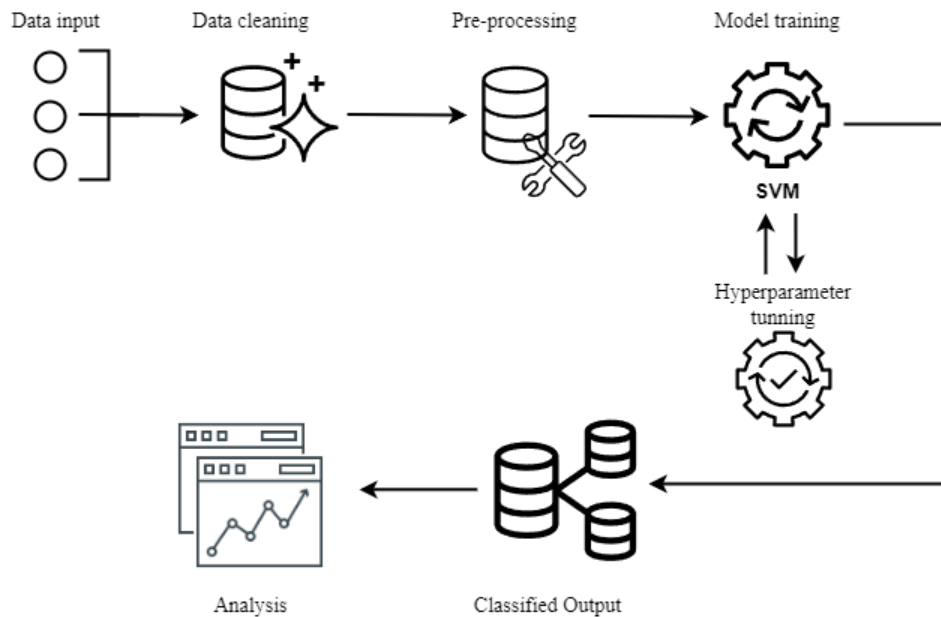 Data input
Data cleaning
Pre-processing
Model training
SVM
Hyperparameter
tunning
Analysis
Classified Output